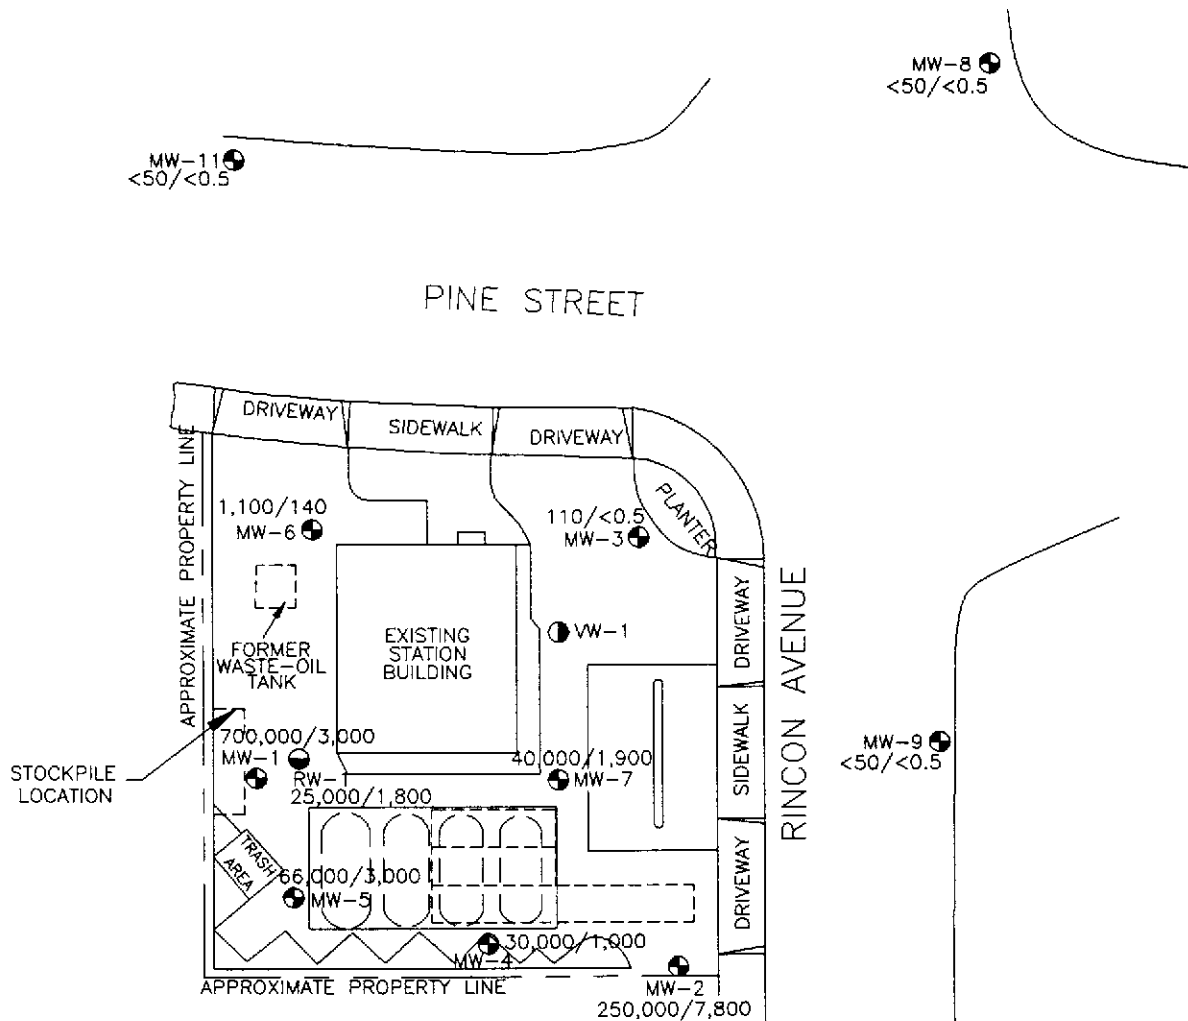 MW-8
<50/<0.5
MW-11
<50/<0.5
PINE STREET
DRIVEWAY
SIDEWALK
DRIVEWAY
PLANTER
APPROXIMATE PROPERTY LINE
1,100/140
MW-6
110/<0.5
MW-3
VW-1
FORMER
WASTE-OIL
TANK
EXISTING
STATION
BUILDING
DRIVEWAY
SIDEWALK
DRIVEWAY
RINCON AVENUE
MW-9
<50/<0.5
STOCKPILE
LOCATION
700,000/3,000
MW-1
RW-1
25,000/1,800
40,000/1,900
MW-7
TRASH
AREA
66,000/3,000
MW-5
30,000/1,000
MW-4
APPROXIMATE PROPERTY LINE
MW-2
250,000/7,800